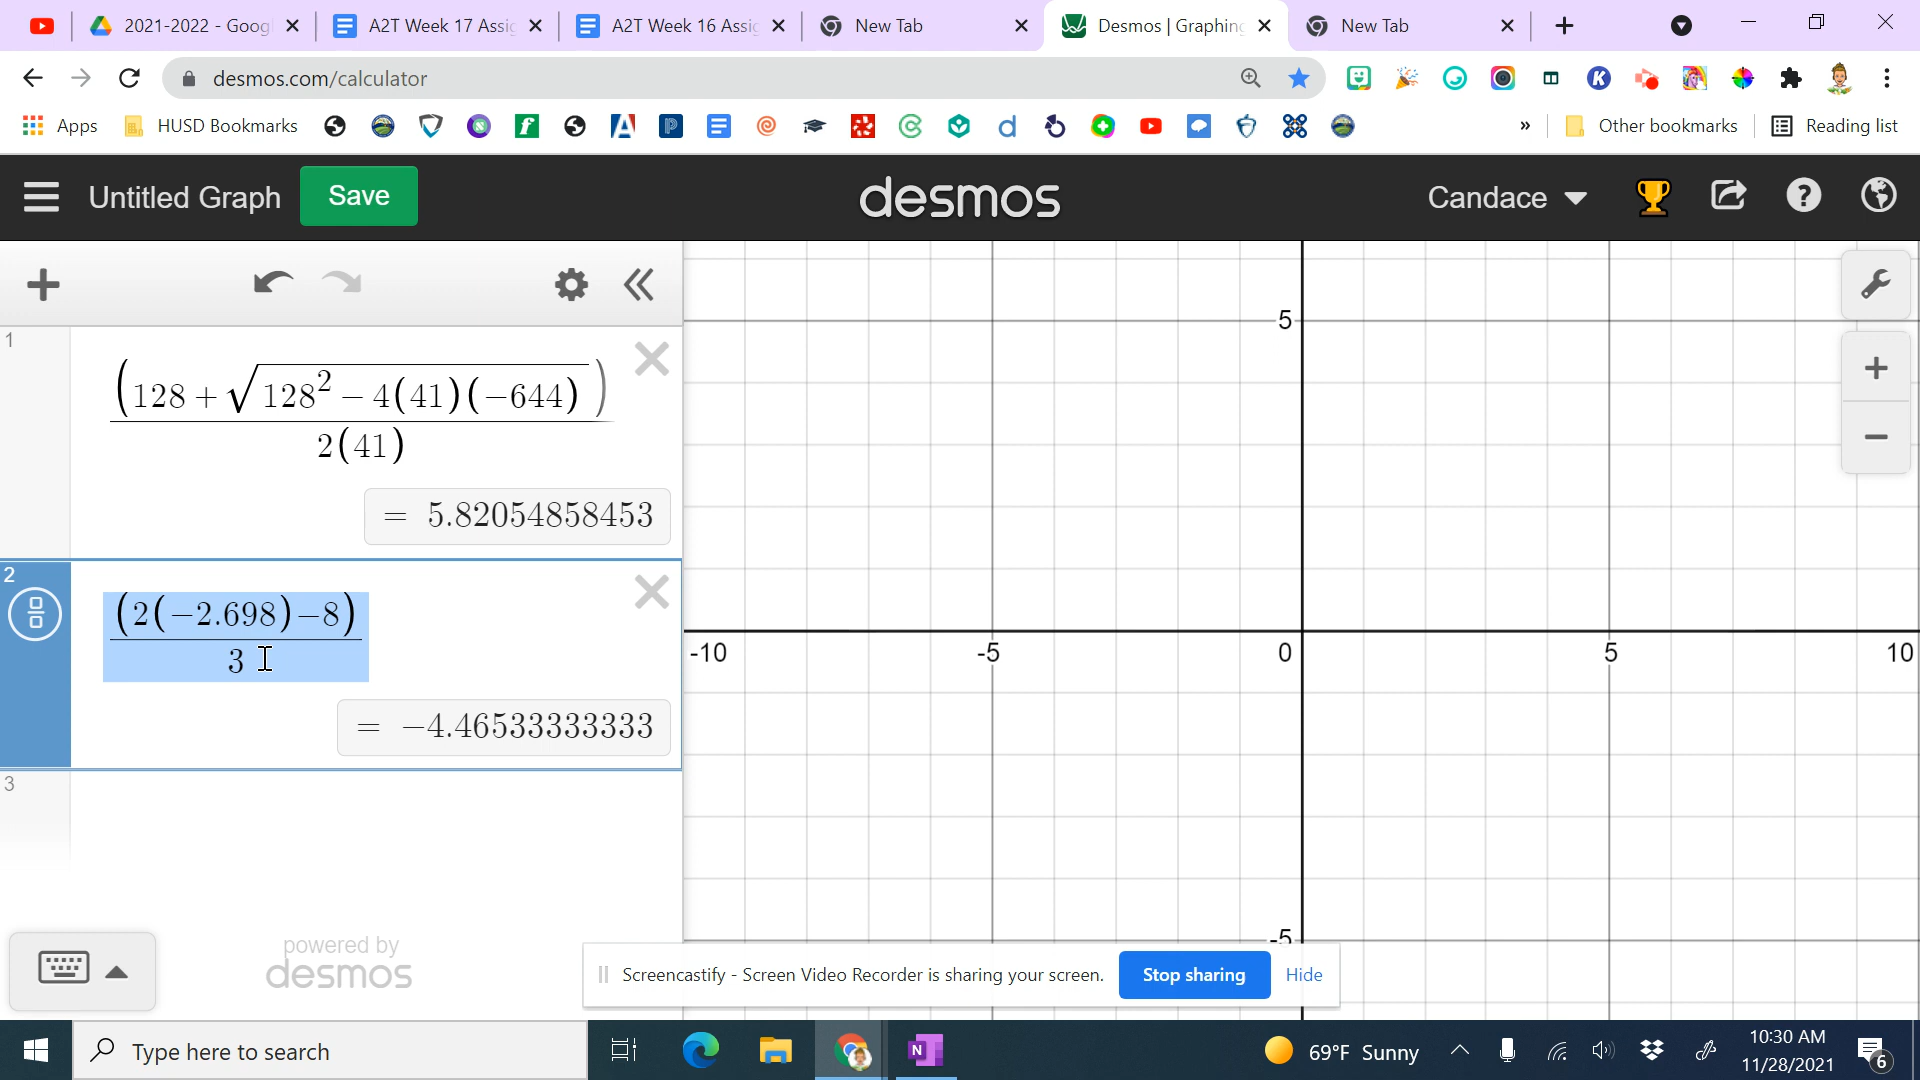 2021-2022 - Goog
A2T Week 17 Assig
A2T Week 16 Assig
New Tab
Desmos | Graphing
New Tab
desmos.com/calculator
Apps
HUSD Bookmarks
»
Other bookmarks
Reading list
Untitled Graph
Save
desmos
Candace
1
(128 + √(128² − 4(41)(−644)))
2(41)
= 5.82054858453
2
(2(−2.698)−8)
3
= −4.46533333333
3
5
-10 -5 0 5 10
-5
powered by
desmos
Screencastify - Screen Video Recorder is sharing your screen.
Stop sharing
Hide
Type here to search
69°F Sunny
10:30 AM
11/28/2021
6